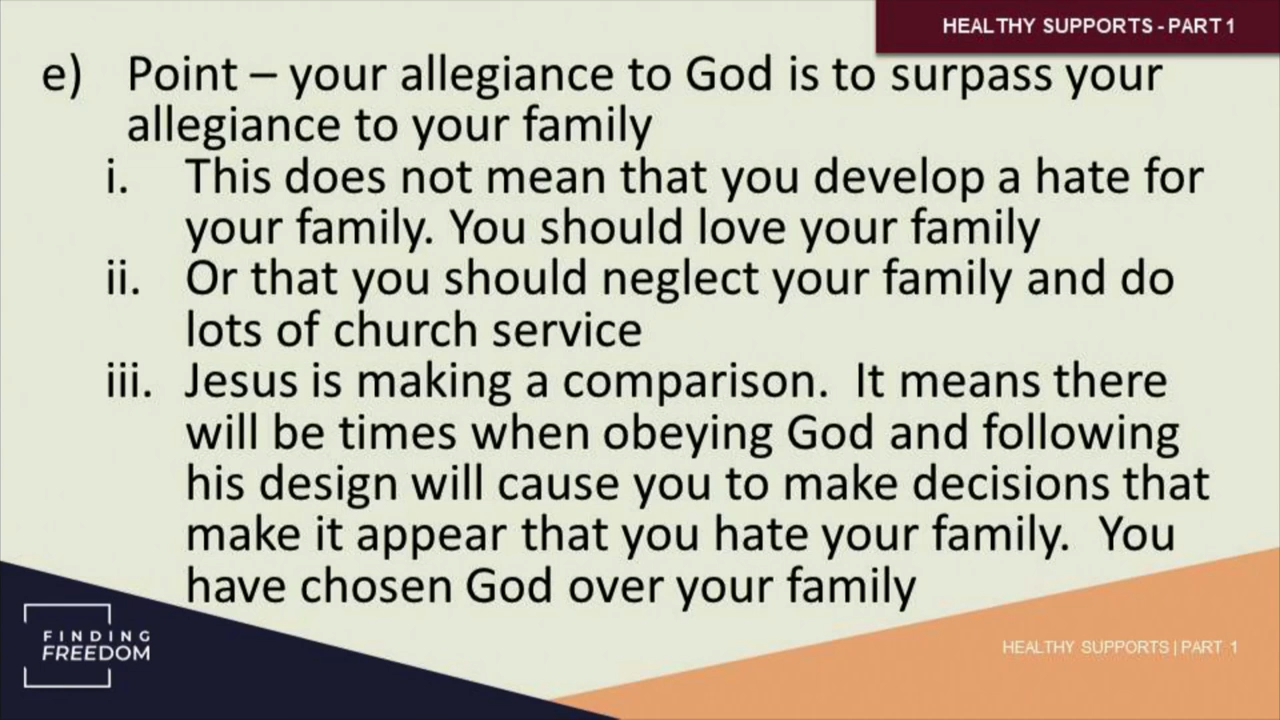 HEALTHY SUPPORTS - PART 1
e) Point – your allegiance to God is to surpass your
allegiance to your family
i. This does not mean that you develop a hate for
your family. You should love your family
ii. Or that you should neglect your family and do
lots of church service
iii. Jesus is making a comparison.  It means there
will be times when obeying God and following
his design will cause you to make decisions that
make it appear that you hate your family.  You
have chosen God over your family
FINDING
FREEDOM
HEALTHY SUPPORTS | PART 1